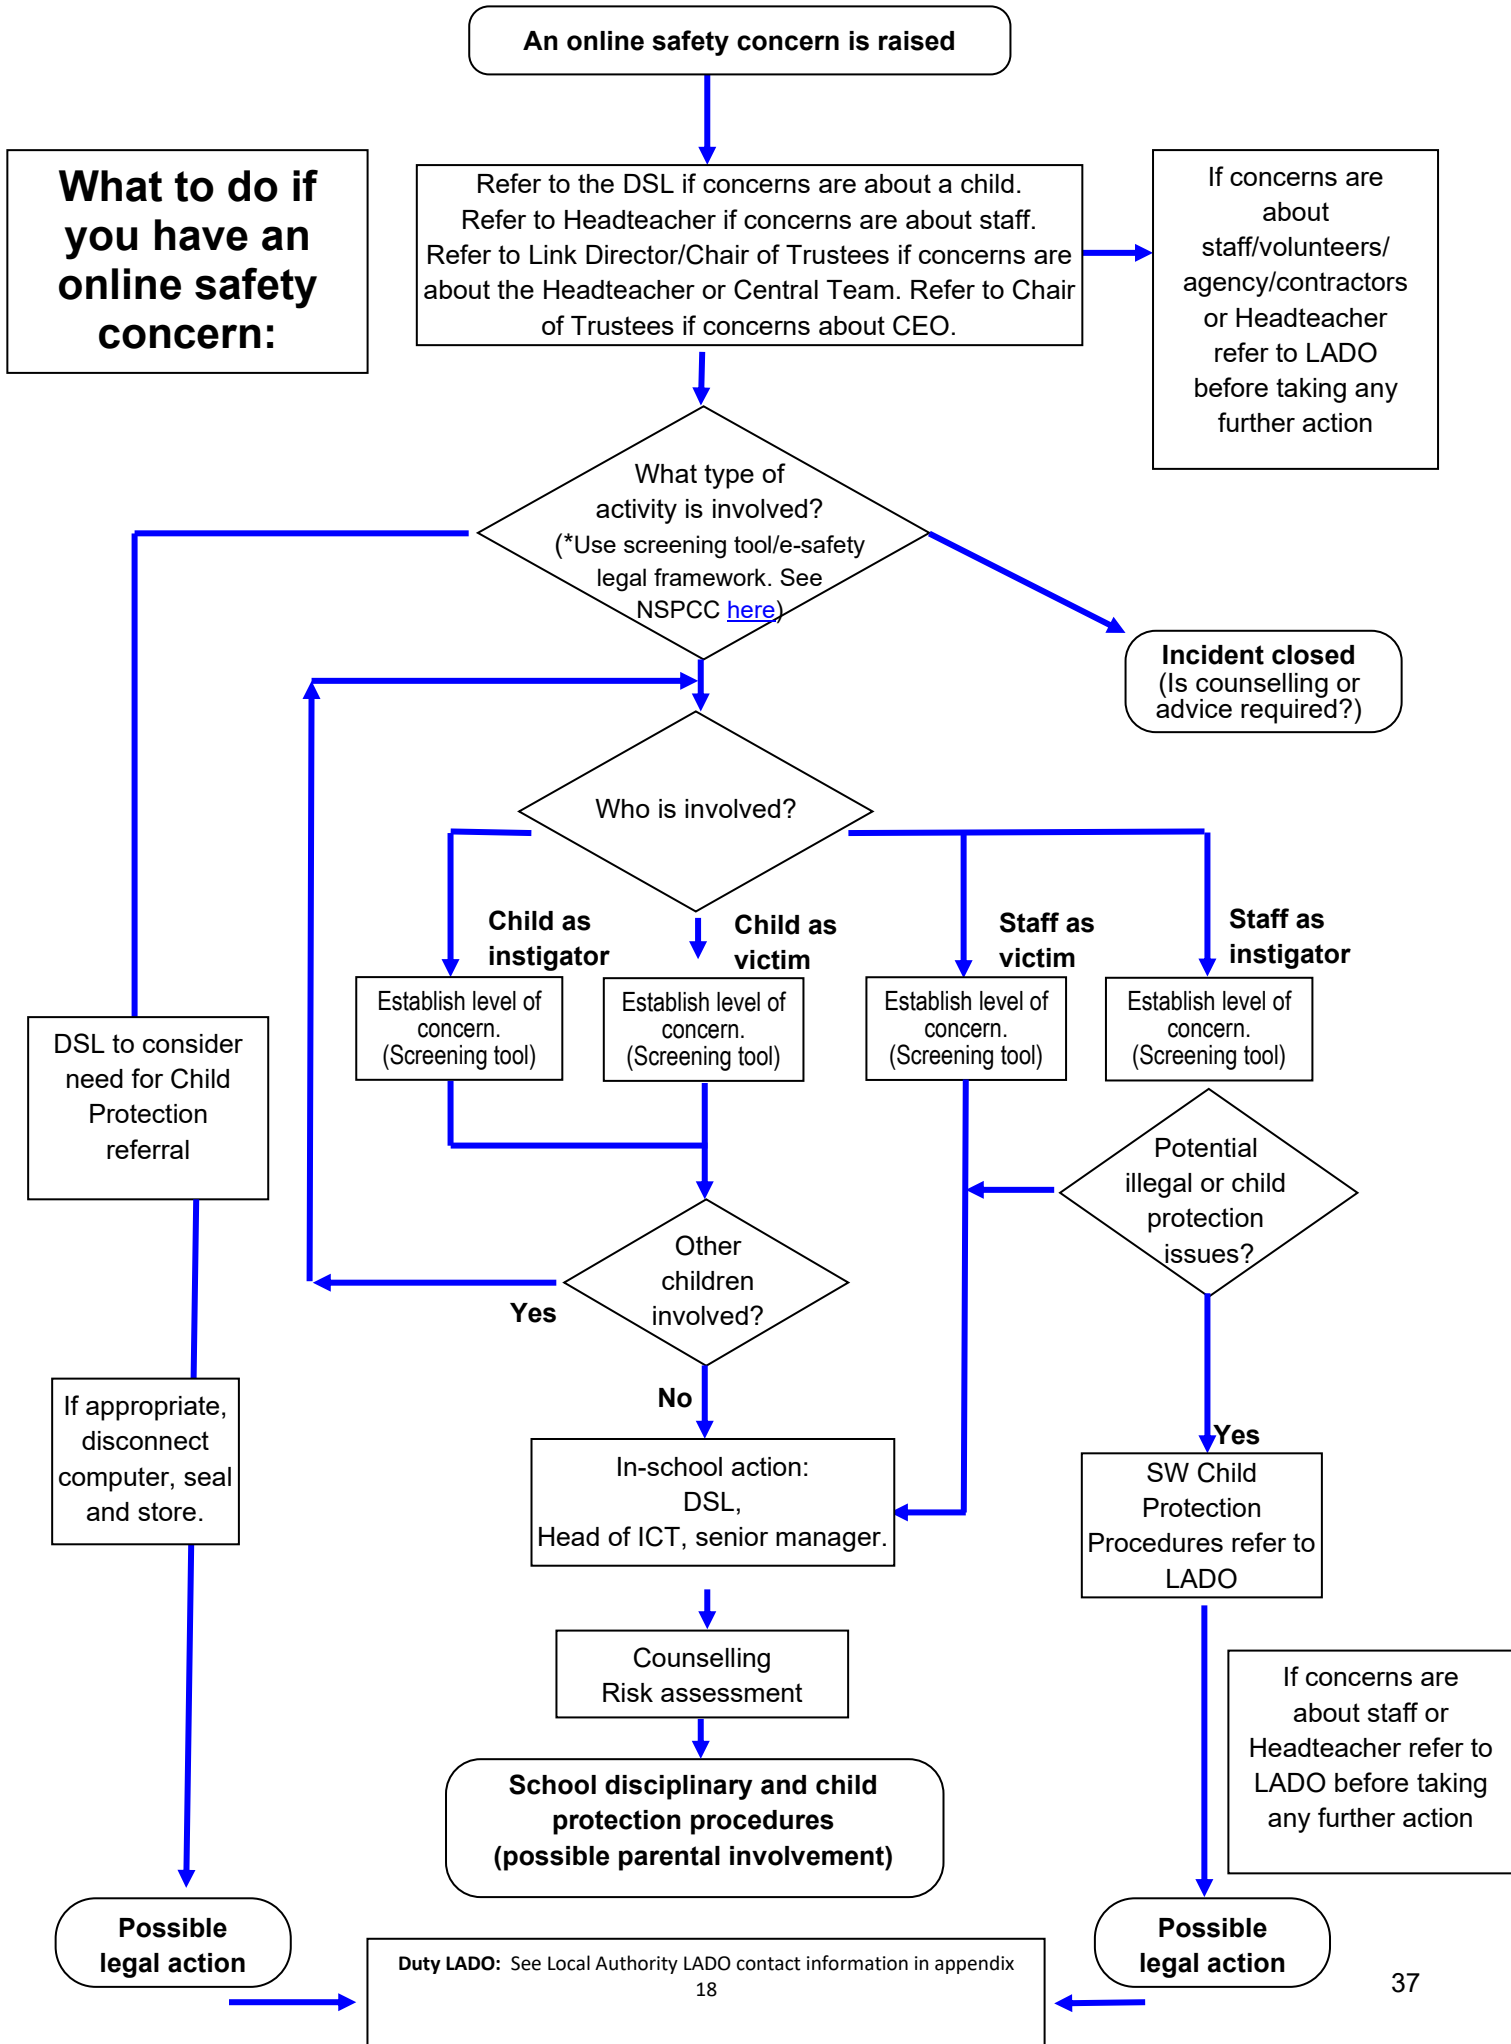 An online safety concern is raised
What to do if
you have an
online safety
concern:
Refer to the DSL if concerns are about a child.
Refer to Headteacher if concerns are about staff.
Refer to Link Director/Chair of Trustees if concerns are
about the Headteacher or Central Team. Refer to Chair
of Trustees if concerns about CEO.
If concerns are
about
staff/volunteers/
agency/contractors
or Headteacher
refer to LADO
before taking any
further action
What type of
activity is involved?
(*Use screening tool/e-safety
legal framework. See
NSPCC here)
Incident closed
(Is counselling or
advice required?)
Who is involved?
Child as
instigator
Child as
victim
Staff as
victim
Staff as
instigator
Establish level of
concern.
(Screening tool)
Establish level of
concern.
(Screening tool)
Establish level of
concern.
(Screening tool)
Establish level of
concern.
(Screening tool)
DSL to consider
need for Child
Protection
referral
Potential
illegal or child
protection
issues?
Other
children
involved?
Yes
No
If appropriate,
disconnect
computer, seal
and store.
In-school action:
DSL,
Head of ICT, senior manager.
Yes
SW Child
Protection
Procedures refer to
LADO
Counselling
Risk assessment
If concerns are
about staff or
Headteacher refer to
LADO before taking
any further action
School disciplinary and child
protection procedures
(possible parental involvement)
Possible
legal action
Possible
legal action
Duty LADO: See Local Authority LADO contact information in appendix
18
37